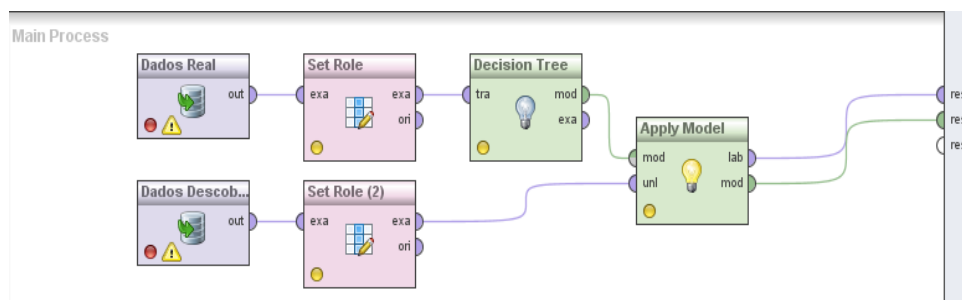 Main Process
Dados Real
out
Set Role
exa
exa
ori
Decision Tree
tra
mod
exa
Apply Model
mod
lab
unl
mod
Dados Descob...
out
Set Role (2)
exa
exa
ori
res
res
res